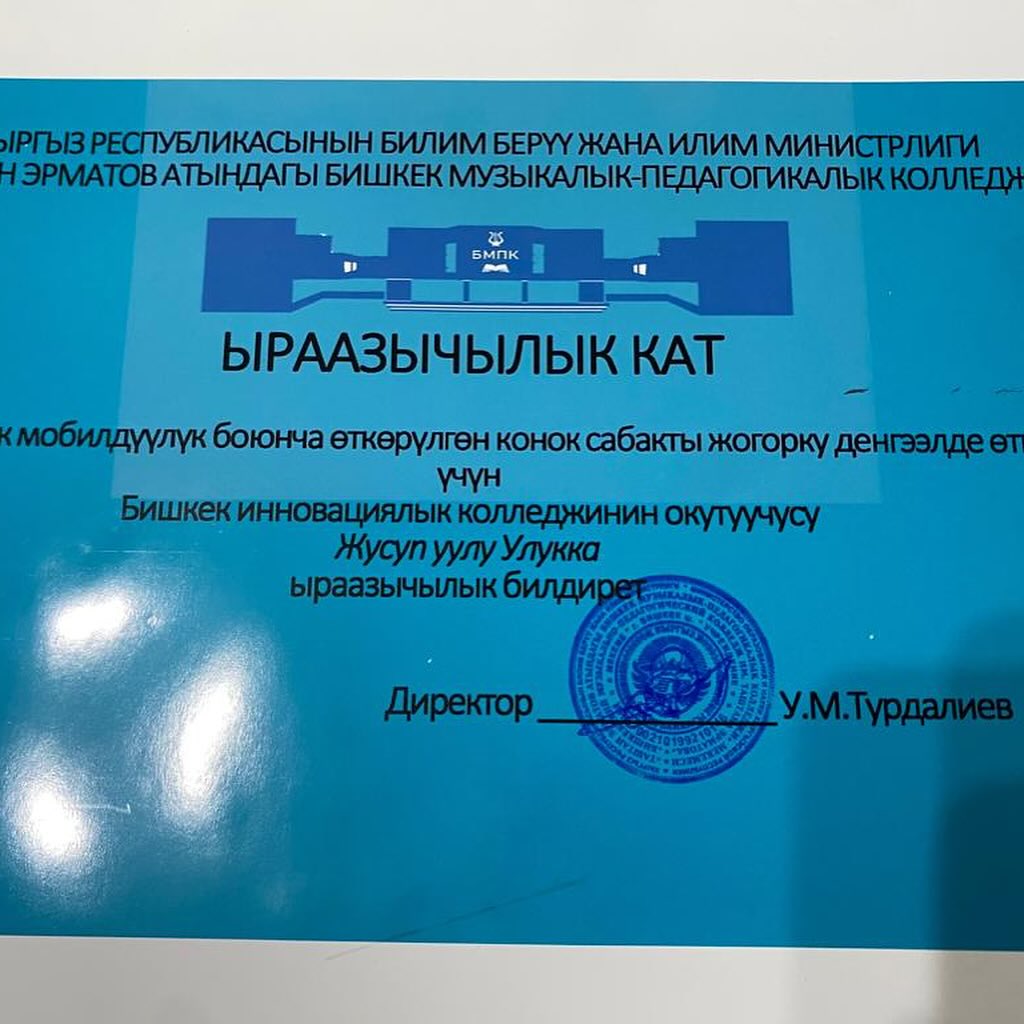 ЫРГЫЗ РЕСПУБЛИКАСЫНЫН БИЛИМ БЕРҮҮ ЖАНА ИЛИМ МИНИСТРЛИГИ
Н ЭРМАТОВ АТЫНДАГЫ БИШКЕК МУЗЫКАЛЫК-ПЕДАГОГИКАЛЫК КОЛЛЕДЖ
БМПК
ЫРААЗЫЧЫЛЫК КАТ
к мобилдүүлүк боюнча өткөрүлгөн конок сабакты жогорку денгээлде өт
үчүн
Бишкек инновациялык колледжинин окутуучусу
Жусуп уулу Улукка
ыраазычылык билдирет
Директор У.М.Турдалиев